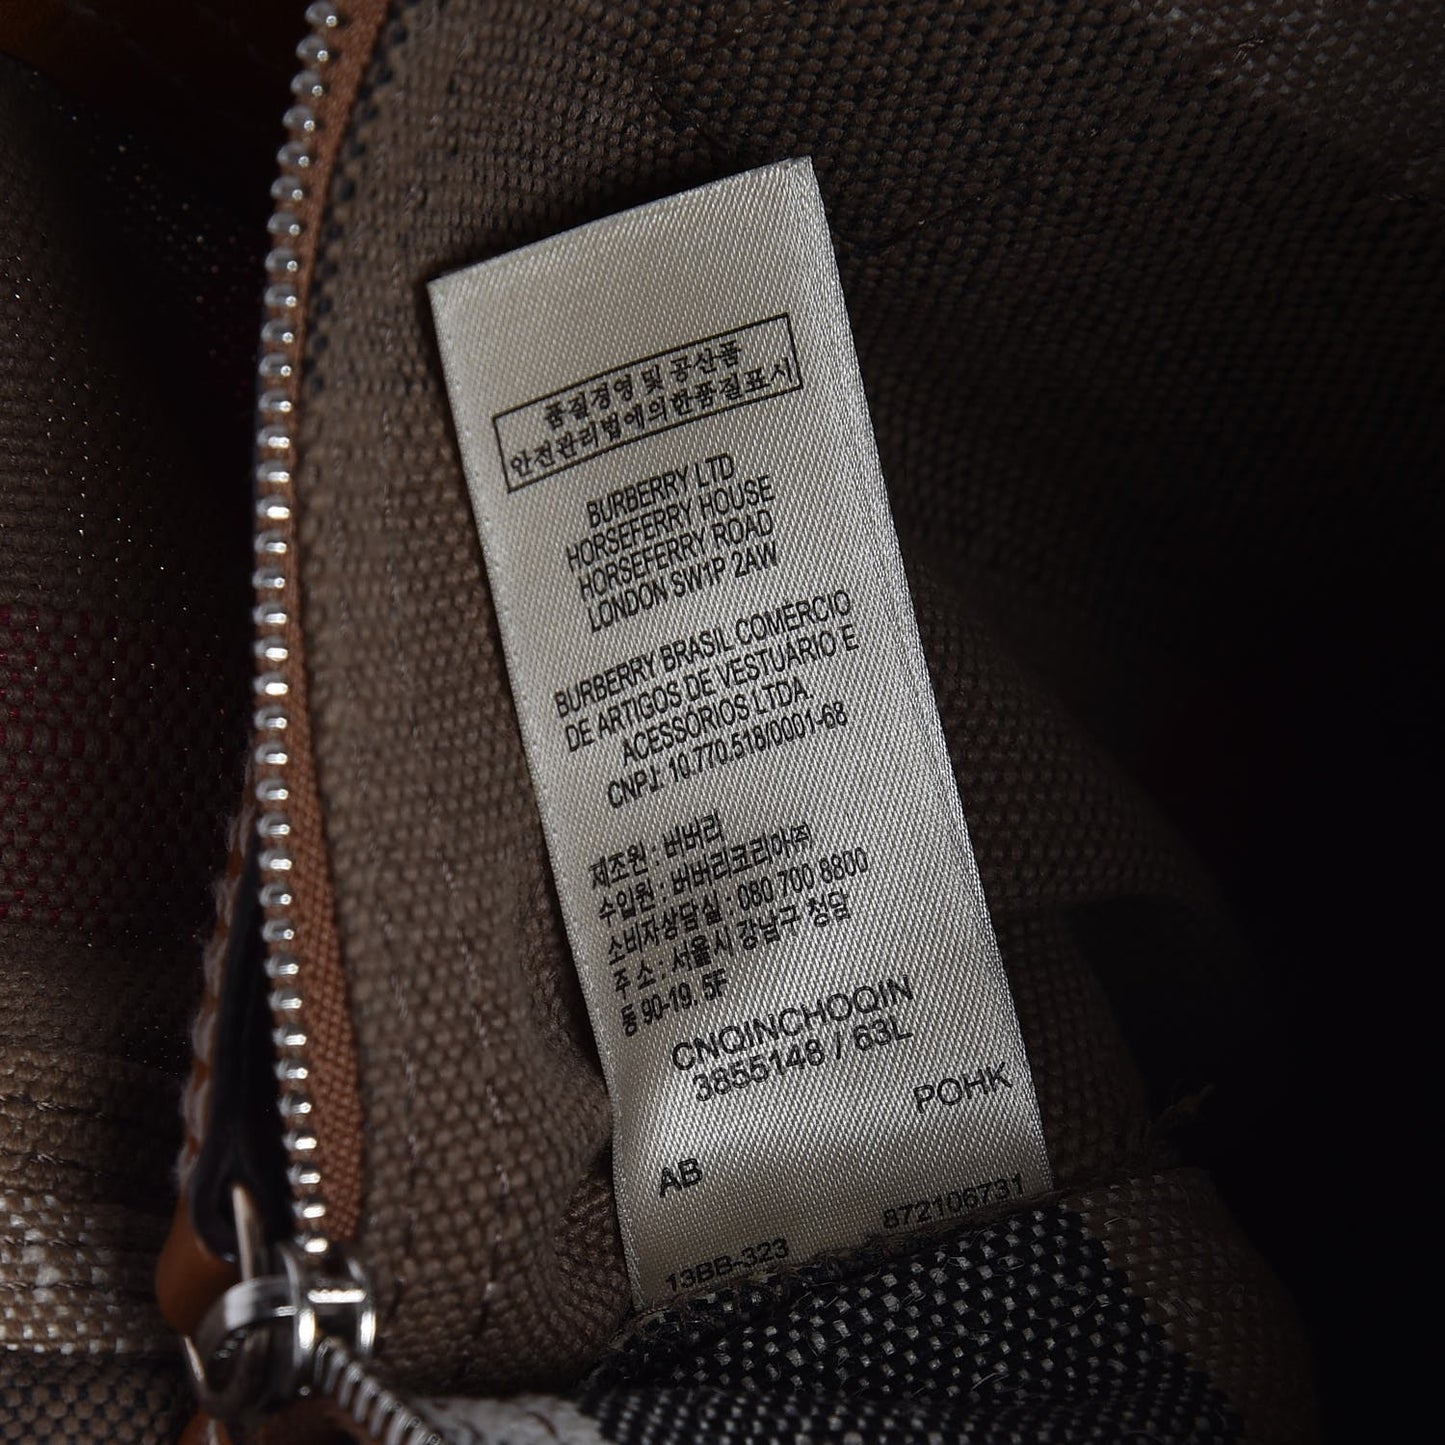 품질경영 및 공산품
안전관리법에의한품질표시
BURBERRY LTD
HORSEFERRY HOUSE
HORSEFERRY ROAD
LONDON SW1P 2AW
BURBERRY BRASIL COMERCIO
DE ARTIGOS DE VESTUÁRIO E
ACESSÓRIOS LTDA
CNPJ: 10.770.518/0001-68
제조원 : 버버리
수입원 : 버버리코리아㈜
소비자상담실 : 080 700 8800
주 소 : 서울시 강남구 청담
동 90-19. 5F
CNQINCHOQIN
3855146 / 63L
POHK
AB
872106731
13BB-323